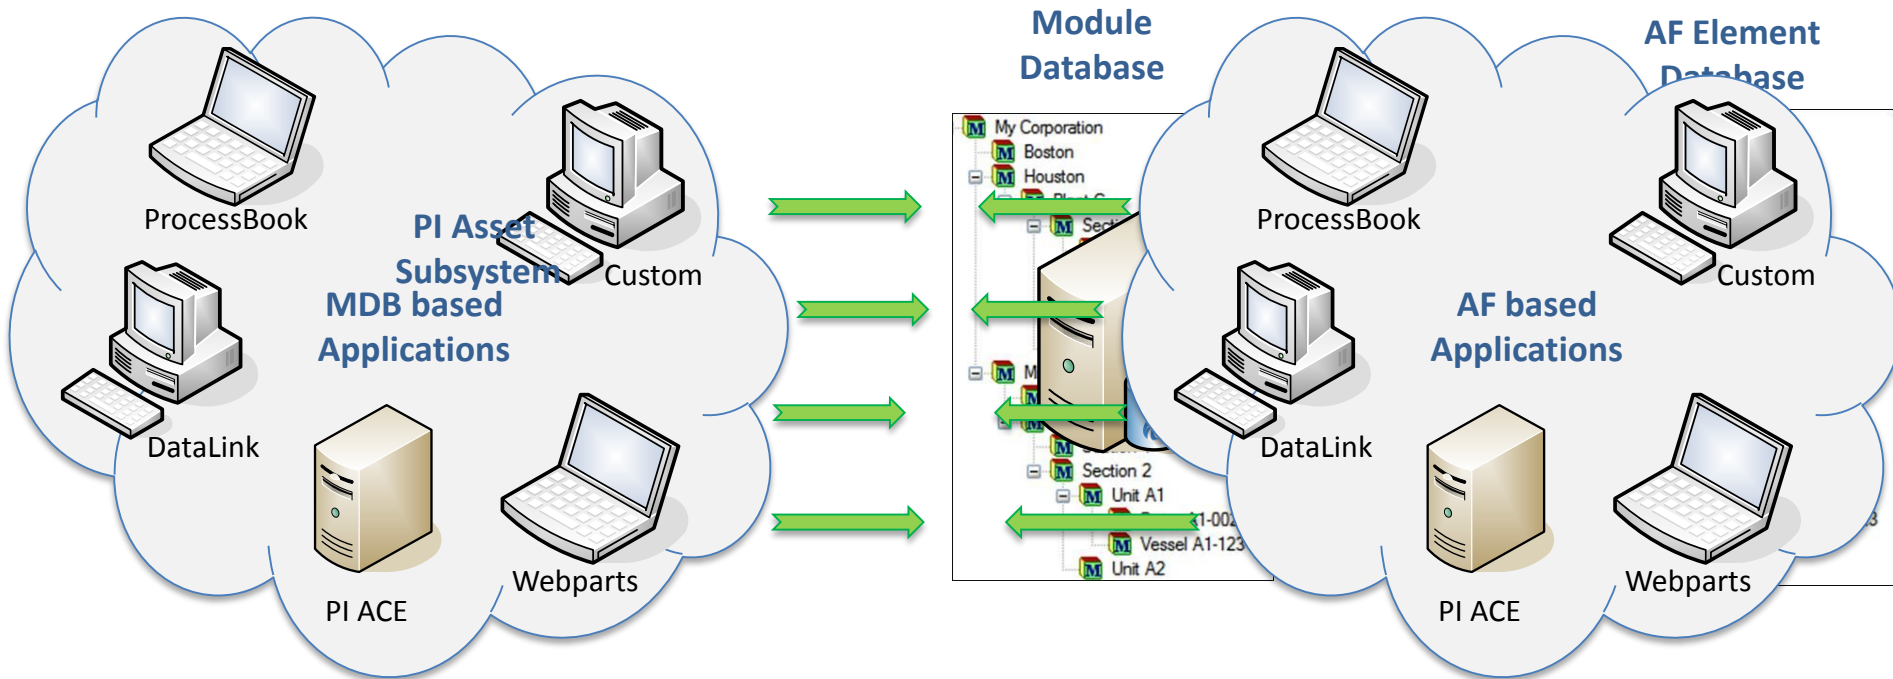 Module
Database
AF Element
Database
ProcessBook
PI Asset
Subsystem
Custom
MDB based
Applications
DataLink
PI ACE
Webparts
My Corporation
Boston
Houston
Section 2
Unit A1
Vessel A1-123
Unit A2
ProcessBook
Custom
AF based
Applications
DataLink
PI ACE
Webparts